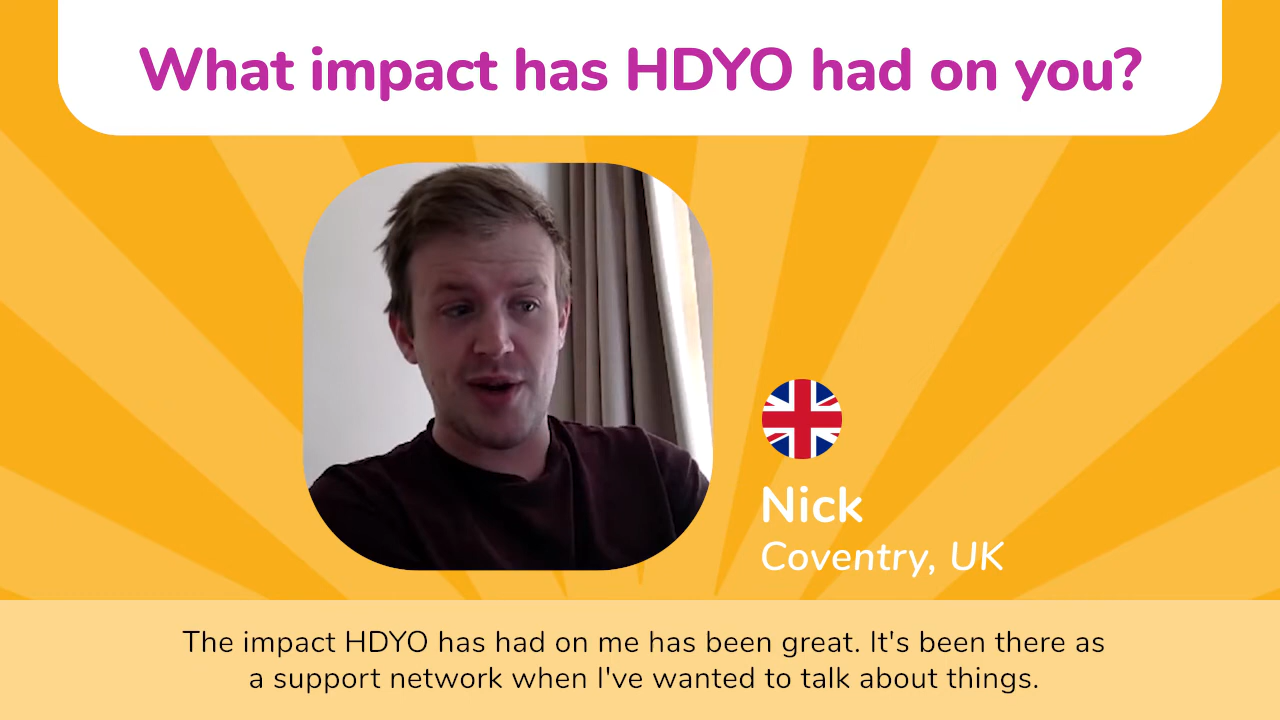 What impact has HDYO had on you?
Nick
Coventry, UK
The impact HDYO has had on me has been great. It's been there as
a support network when I've wanted to talk about things.